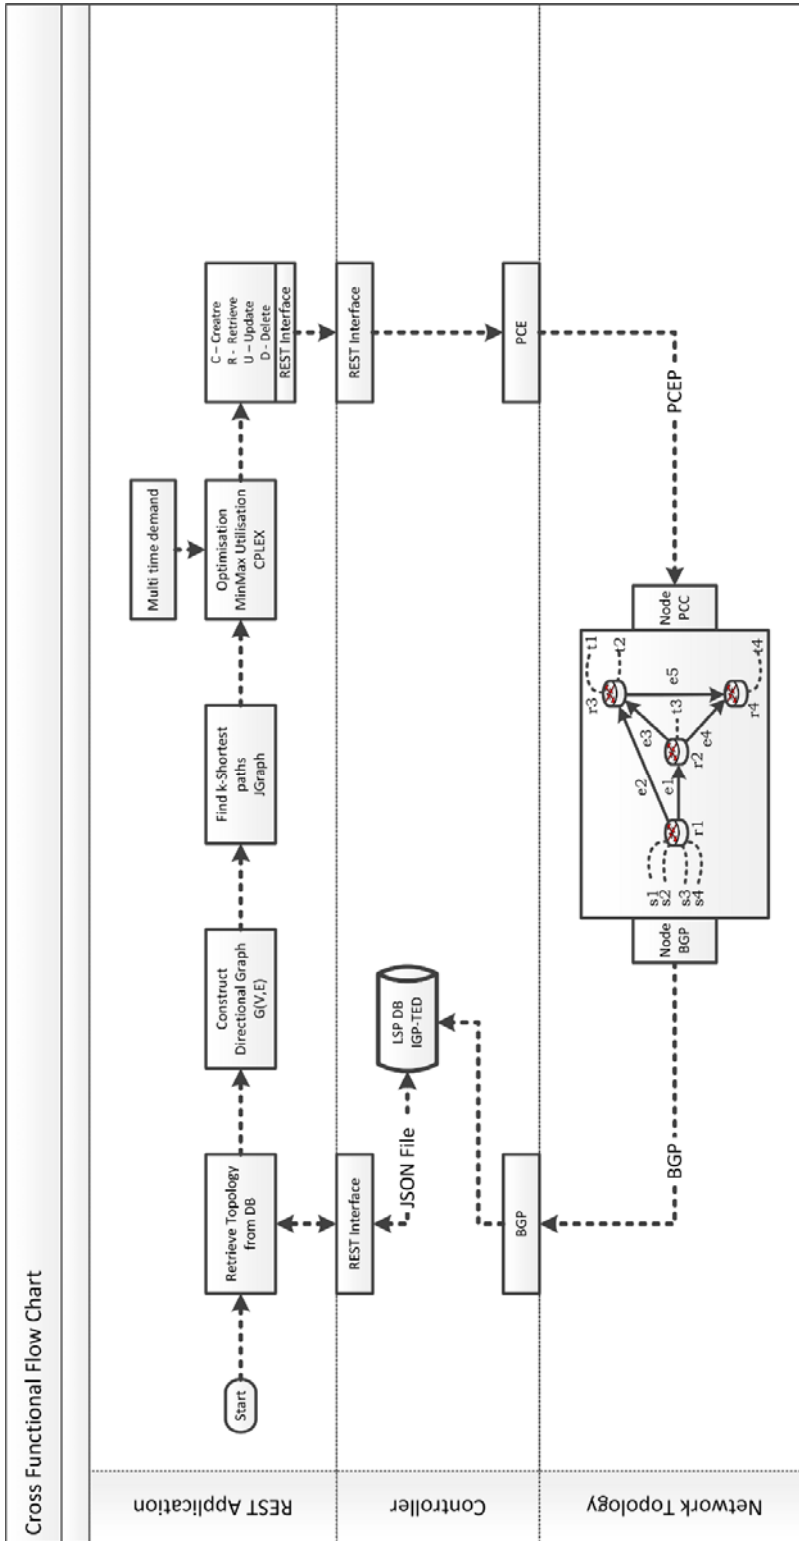 Cross Functional Flow Chart
REST Application
Start
Retrieve Topology
from DB
Construct
Directional Graph
G(V,E)
Find k-Shortest
paths
JGraph
Multi time demand
Optimisation
MinMax Utilisation
CPLEX
C – Creatre
R - Retrieve
U – Update
D - Delete
REST Interface
Controller
REST Interface
JSON File
LSP DB
IGP-TED
BGP
REST Interface
PCE
Network Topology
BGP
Node
BGP
s1
s2
s3
s4
r1
e1
e2
r2
e3
e4
t3
r3
t1
t2
e5
r4
t4
Node
PCC
PCEP